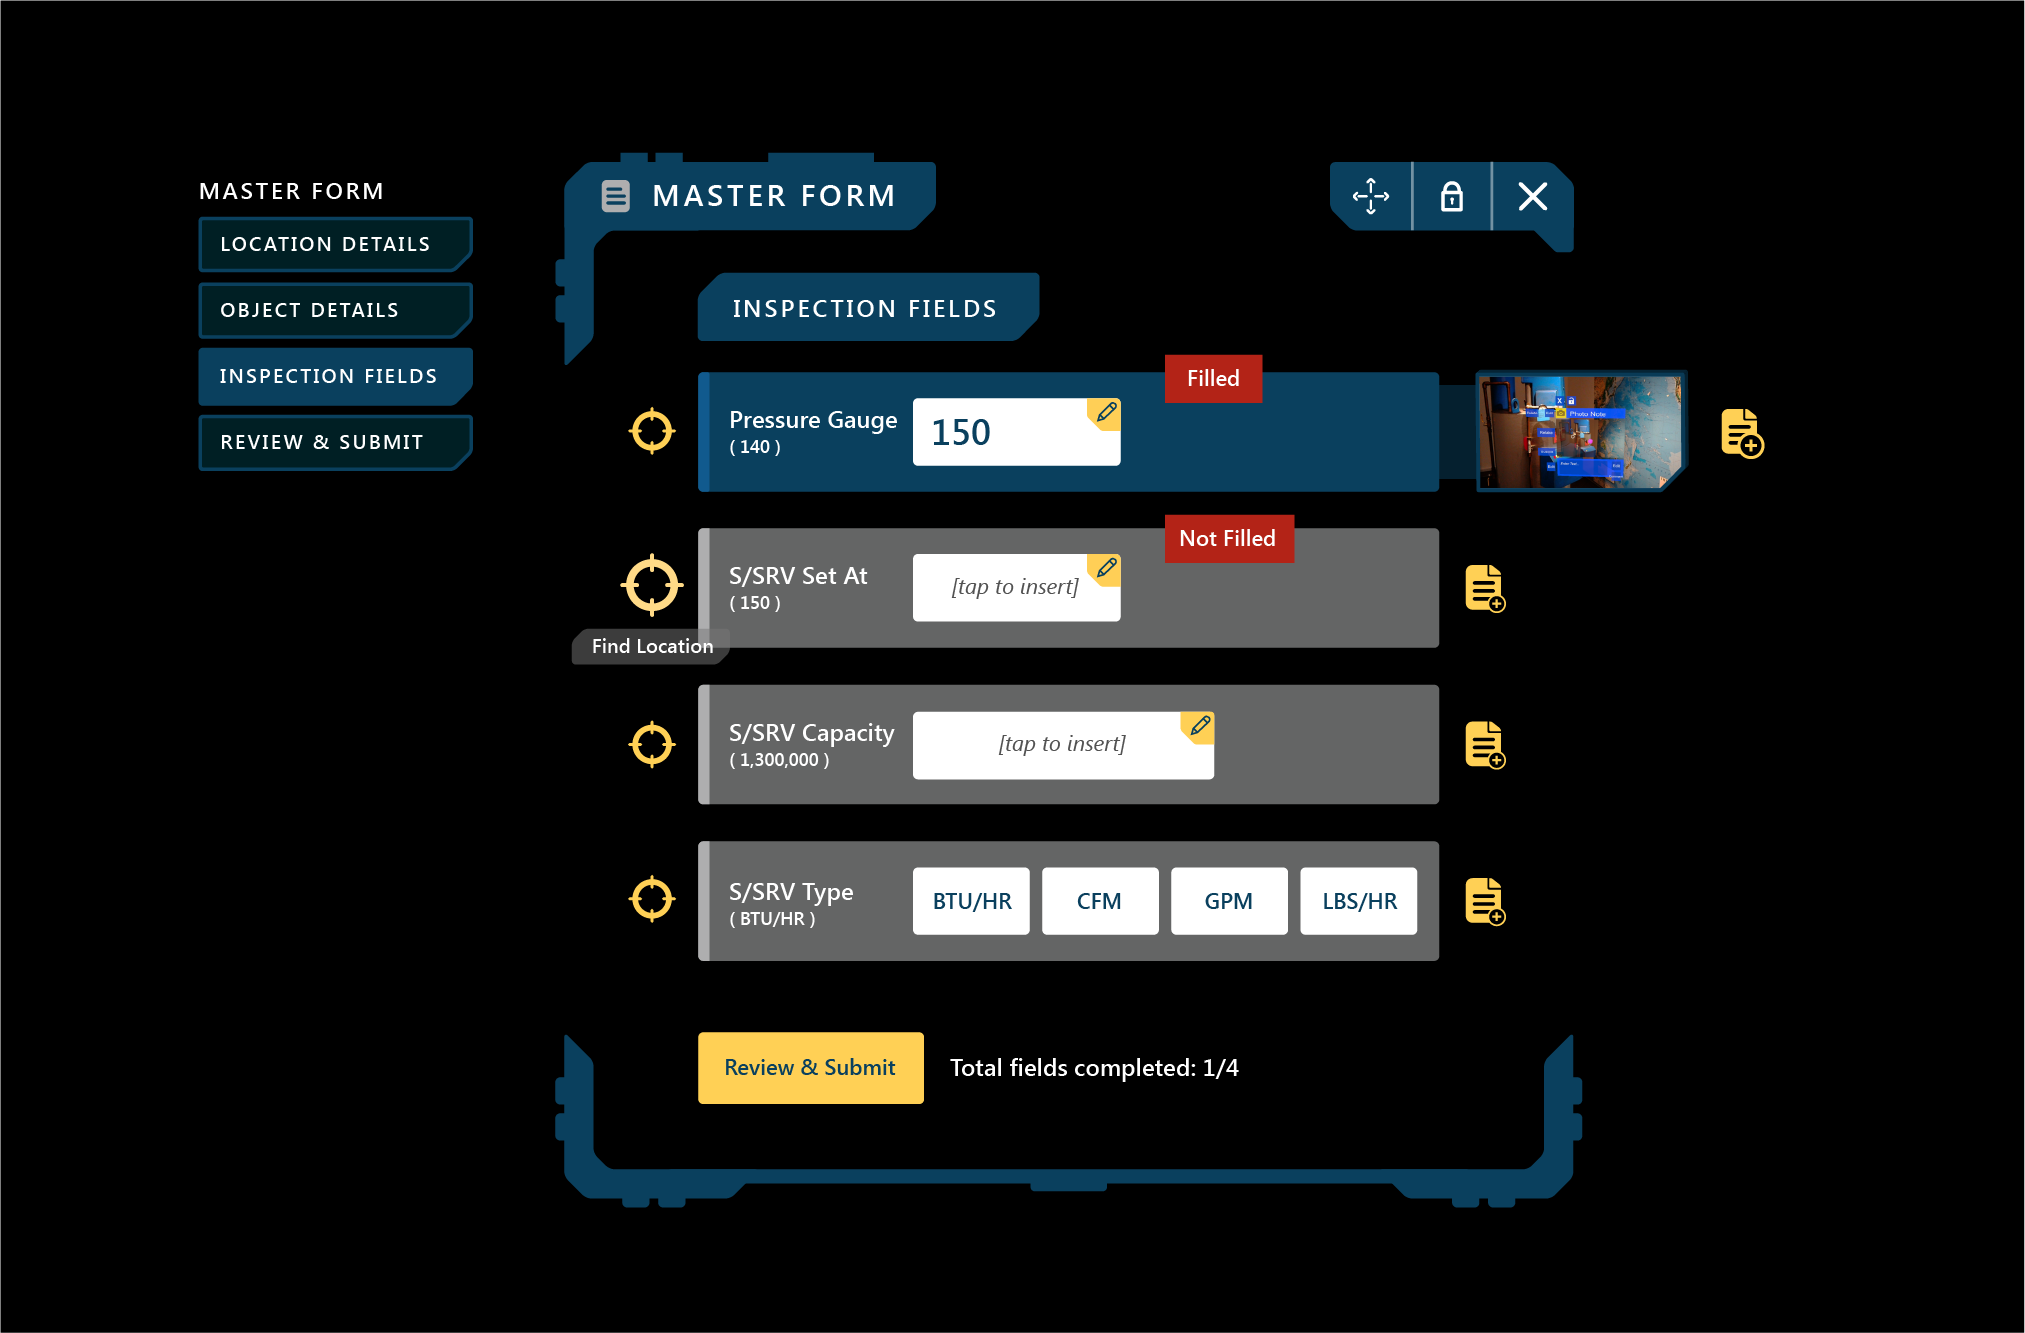 MASTER FORM
LOCATION DETAILS
OBJECT DETAILS
INSPECTION FIELDS
REVIEW & SUBMIT
MASTER FORM
INSPECTION FIELDS
Filled
Pressure Gauge
( 140 )
150
Photo Note
Not Filled
S/SRV Set At
( 150 )
[tap to insert]
Find Location
S/SRV Capacity
( 1,300,000 )
[tap to insert]
S/SRV Type
( BTU/HR )
BTU/HR
CFM
GPM
LBS/HR
Review & Submit
Total fields completed: 1/4